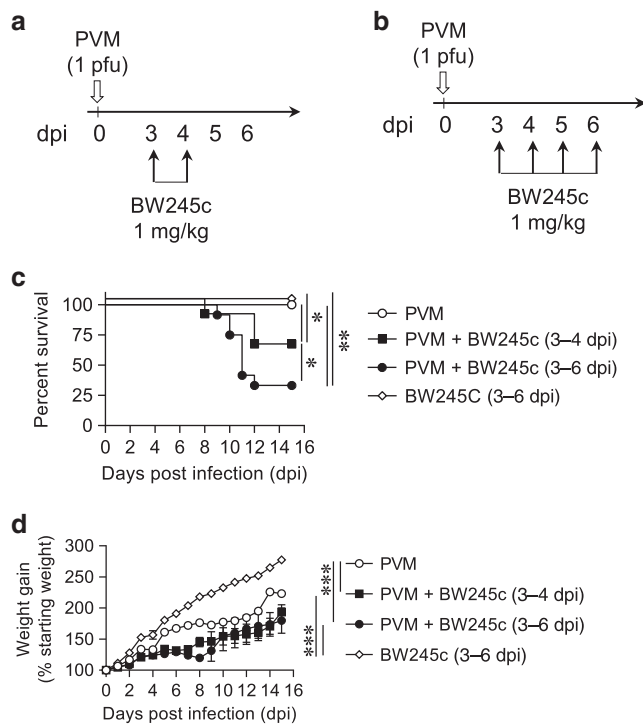 a
PVM
(1 pfu)
dpi 0 3 4 5 6
BW245c
1 mg/kg
b
PVM
(1 pfu)
dpi 0 3 4 5 6
BW245c
1 mg/kg
c
Percent survival
100
75
50
25
0
0 2 4 6 8 10 12 14 16
Days post infection (dpi)
*
*
**
PVM
PVM + BW245c (3–4 dpi)
PVM + BW245c (3–6 dpi)
BW245C (3–6 dpi)
d
Weight gain
(% starting weight)
300
250
200
150
100
0 2 4 6 8 10 12 14 16
Days post infection (dpi)
***
***
PVM
PVM + BW245c (3–4 dpi)
PVM + BW245c (3–6 dpi)
BW245c (3–6 dpi)